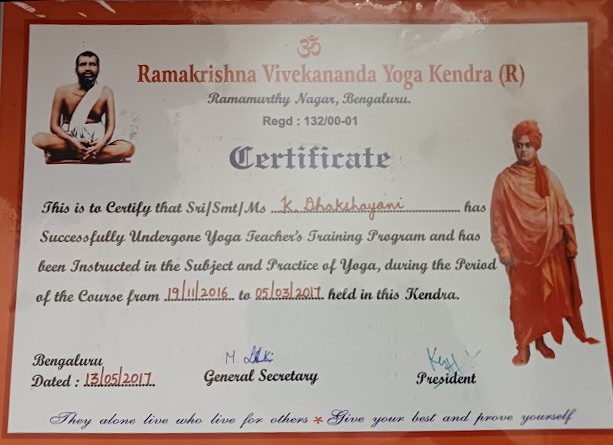 ॐ
Ramakrishna Vivekananda Yoga Kendra (R)
Ramamurthy Nagar, Bengaluru.
Regd : 132/00-01
Certificate
This is to Certify that Sri/Smt/Ms K. Dhakshayani has
Successfully Undergone Yoga Teacher's Training Program and has
been Instructed in the Subject and Practice of Yoga, during the Period
of the Course from 19/11/2016 to 05/03/2017 held in this Kendra.
Bengaluru
Dated : 13/05/2017
General Secretary
President
They alone live who live for others * Give your best and prove yourself